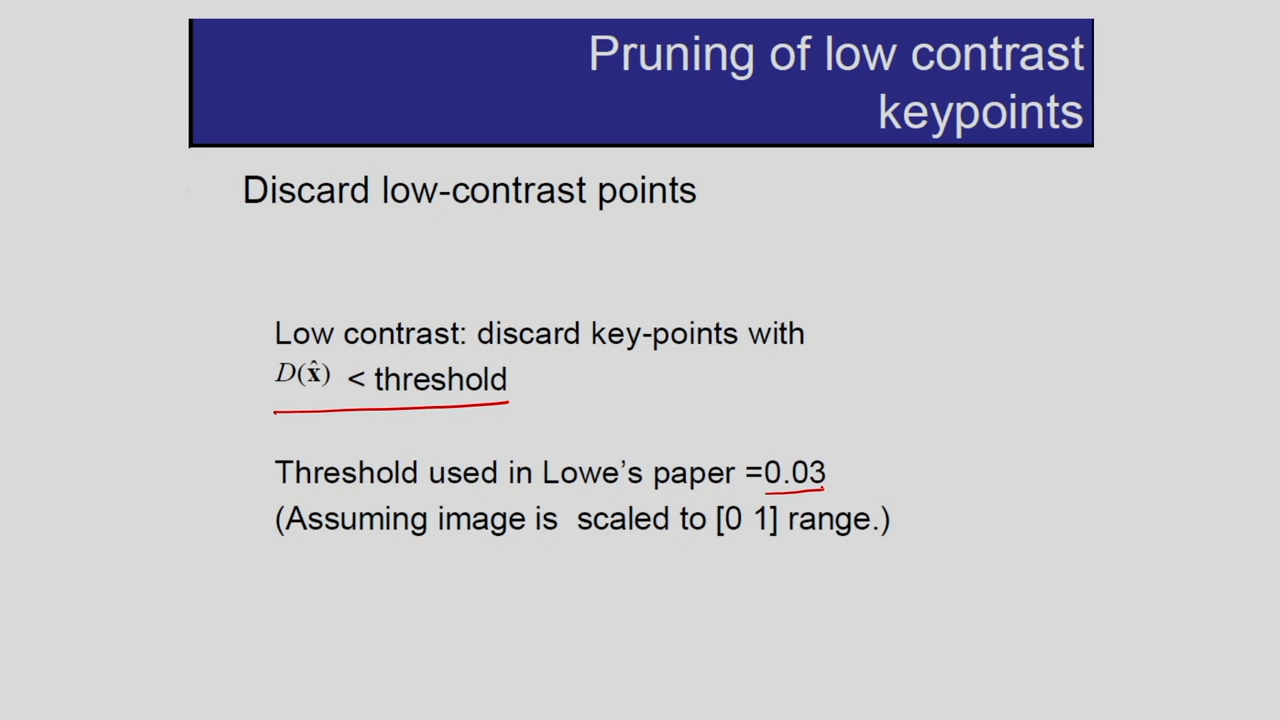 Pruning of low contrast
keypoints
Discard low-contrast points
Low contrast: discard key-points with
D(x̂) < threshold
Threshold used in Lowe's paper =0.03
(Assuming image is scaled to [0 1] range.)